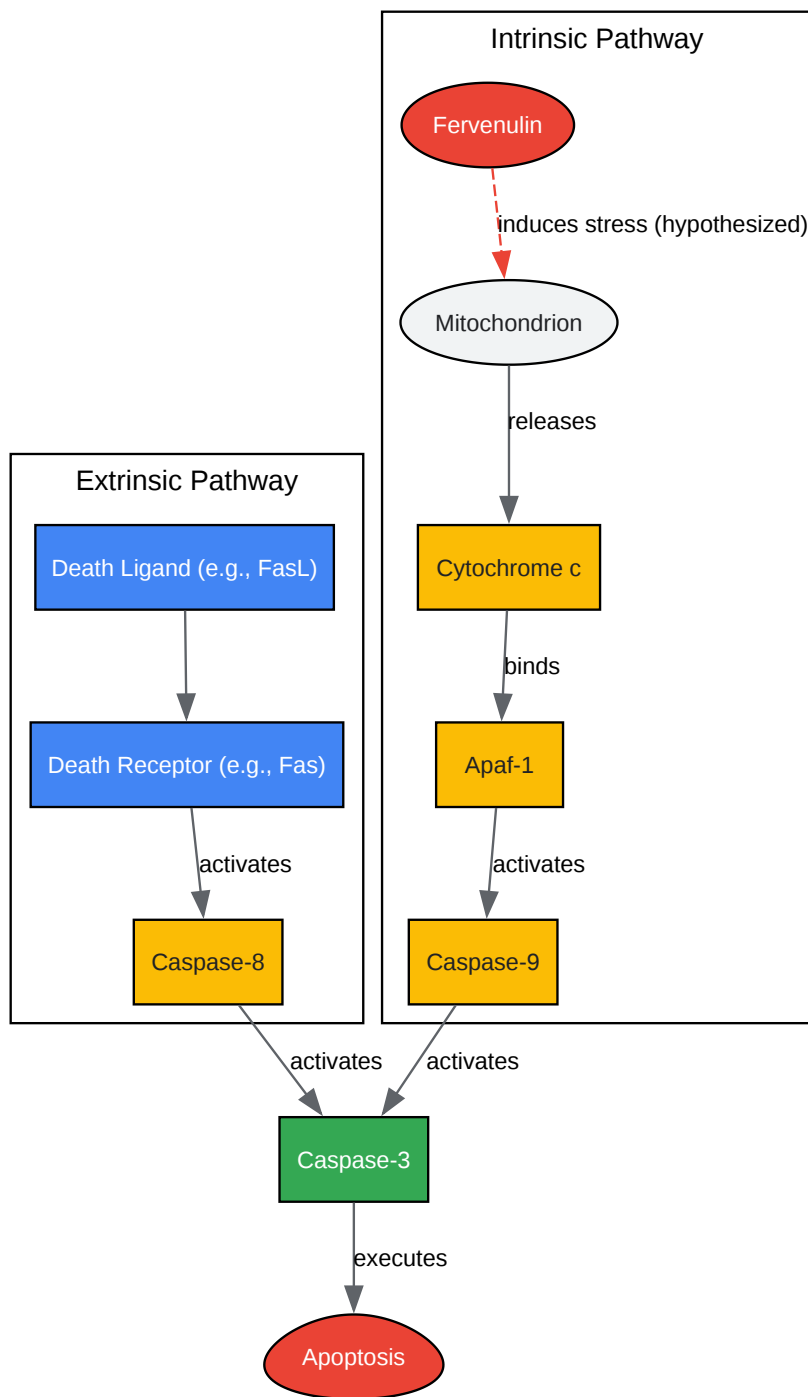 Intrinsic Pathway
Fervenulin
induces stress (hypothesized)
Mitochondrion
releases
Extrinsic Pathway
Death Ligand (e.g., FasL)
Cytochrome c
binds
Death Receptor (e.g., Fas)
Apaf-1
activates
activates
Caspase-8
Caspase-9
activates
activates
Caspase-3
executes
Apoptosis